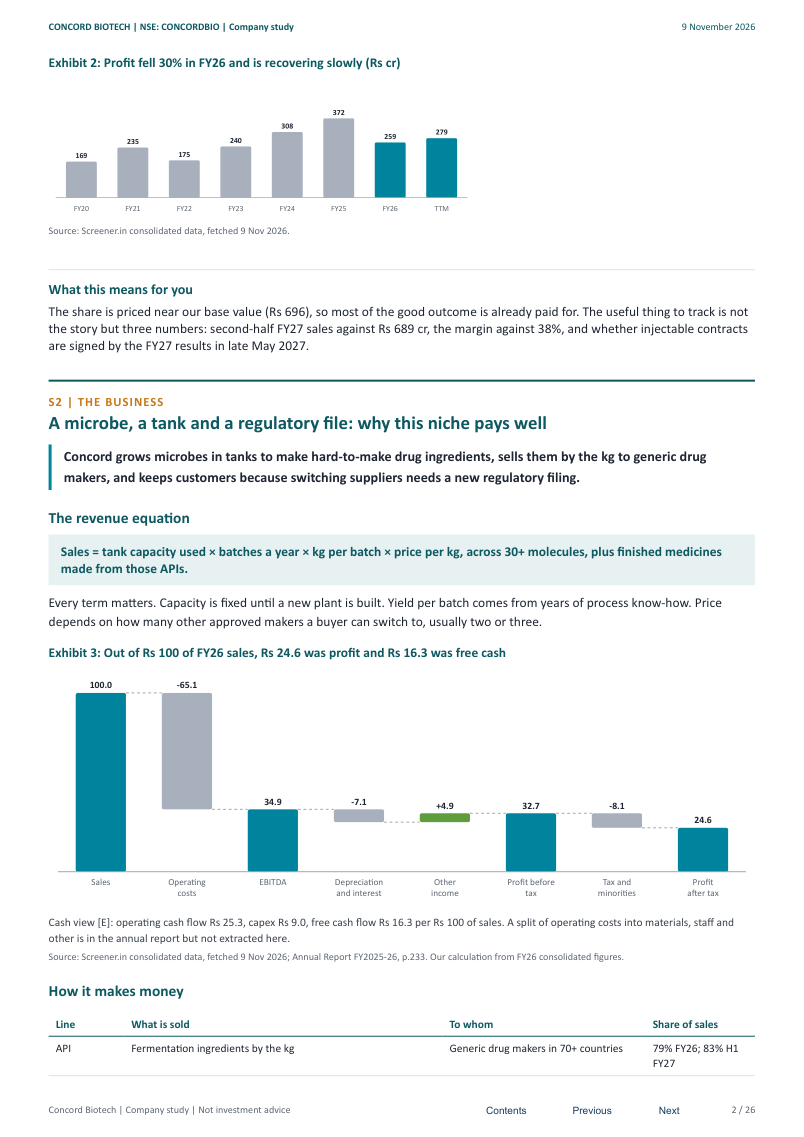 CONCORD BIOTECH | NSE: CONCORDBIO | Company study
9 November 2026
Exhibit 2: Profit fell 30% in FY26 and is recovering slowly (Rs cr)
169 235 175 240 308 372 259 279
FY20 FY21 FY22 FY23 FY24 FY25 FY26 TTM
Source: Screener.in consolidated data, fetched 9 Nov 2026.
What this means for you
The share is priced near our base value (Rs 696), so most of the good outcome is already paid for. The useful thing to track is not
the story but three numbers: second-half FY27 sales against Rs 689 cr, the margin against 38%, and whether injectable contracts
are signed by the FY27 results in late May 2027.
S2 | THE BUSINESS
A microbe, a tank and a regulatory file: why this niche pays well
Concord grows microbes in tanks to make hard-to-make drug ingredients, sells them by the kg to generic drug
makers, and keeps customers because switching suppliers needs a new regulatory filing.
The revenue equation
Sales = tank capacity used × batches a year × kg per batch × price per kg, across 30+ molecules, plus finished medicines
made from those APIs.
Every term matters. Capacity is fixed until a new plant is built. Yield per batch comes from years of process know-how. Price
depends on how many other approved makers a buyer can switch to, usually two or three.
Exhibit 3: Out of Rs 100 of FY26 sales, Rs 24.6 was profit and Rs 16.3 was free cash
100.0 -65.1 34.9 -7.1 +4.9 32.7 -8.1 24.6
Sales Operating EBITDA Depreciation Other Profit before Tax and Profit
costs and interest income tax minorities after tax
Cash view [E]: operating cash flow Rs 25.3, capex Rs 9.0, free cash flow Rs 16.3 per Rs 100 of sales. A split of operating costs into materials, staff and
other is in the annual report but not extracted here.
Source: Screener.in consolidated data, fetched 9 Nov 2026; Annual Report FY2025-26, p.233. Our calculation from FY26 consolidated figures.
How it makes money
Line What is sold To whom Share of sales
API Fermentation ingredients by the kg Generic drug makers in 70+ countries 79% FY26; 83% H1
FY27
Concord Biotech | Company study | Not investment advice
Contents Previous Next 2 / 26